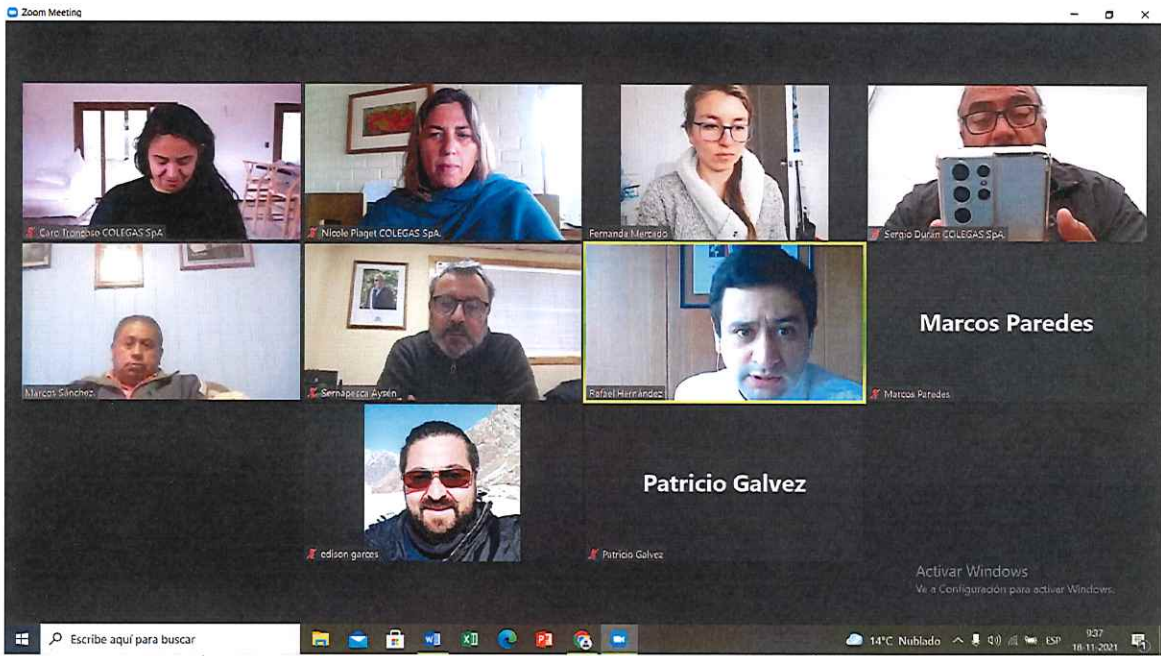 Zoom Meeting
Caro Troncoso COLEGAS SpA.
Nicole Piaget COLEGAS SpA.
Fernanda Mercado
Sergio Durán COLEGAS SpA.
Marcos Sánchez.
Sernapesca Aysén
Rafael Hernández
Marcos Paredes
Marcos Paredes
edison garces
Patricio Galvez
Patricio Galvez
Activar Windows
Ve a Configuración para activar Windows.
Escribe aquí para buscar
14°C Nublado
ESP
9:37
18-11-2021